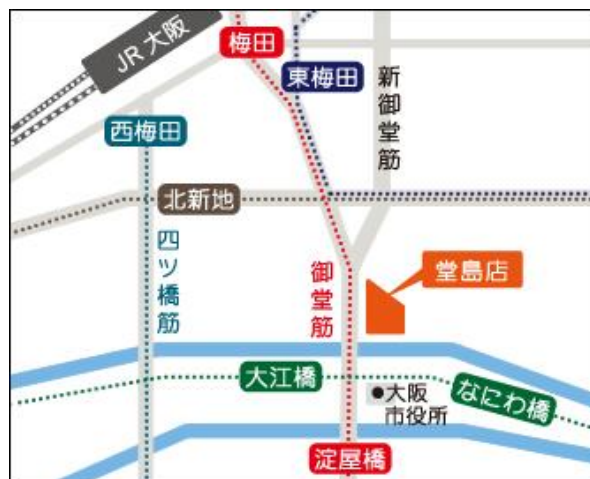 JR大阪
梅田
東梅田
新御堂筋
西梅田
北新地
四ツ橋筋
御堂筋
堂島店
大江橋
なにわ橋
●大阪
市役所
淀屋橋